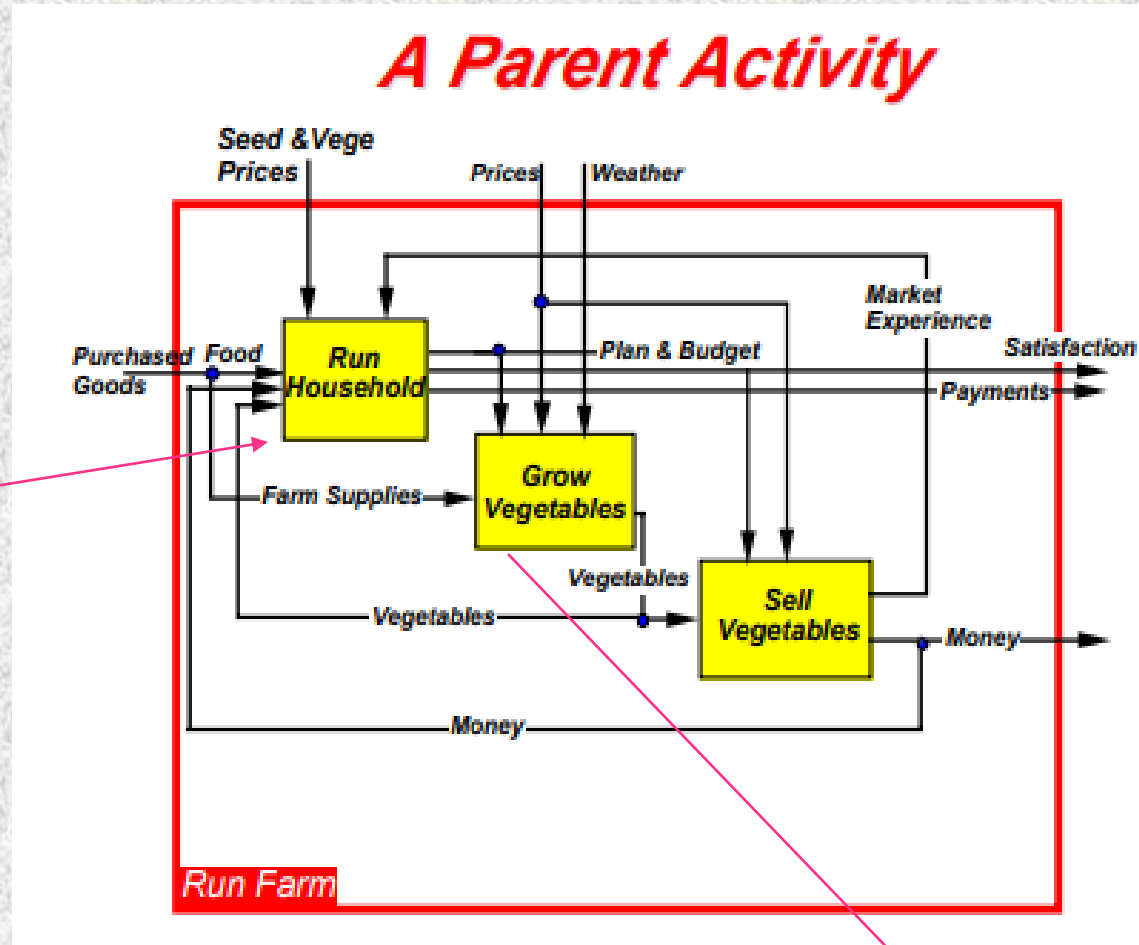 A Parent Activity
Seed &Vege
Prices
Prices
Weather
Market
Experience
Purchased
Goods
Food
Run
Household
Plan & Budget
Satisfaction
Payments
Farm Supplies
Grow
Vegetables
Vegetables
Vegetables
Sell
Vegetables
Money
Money
Run Farm